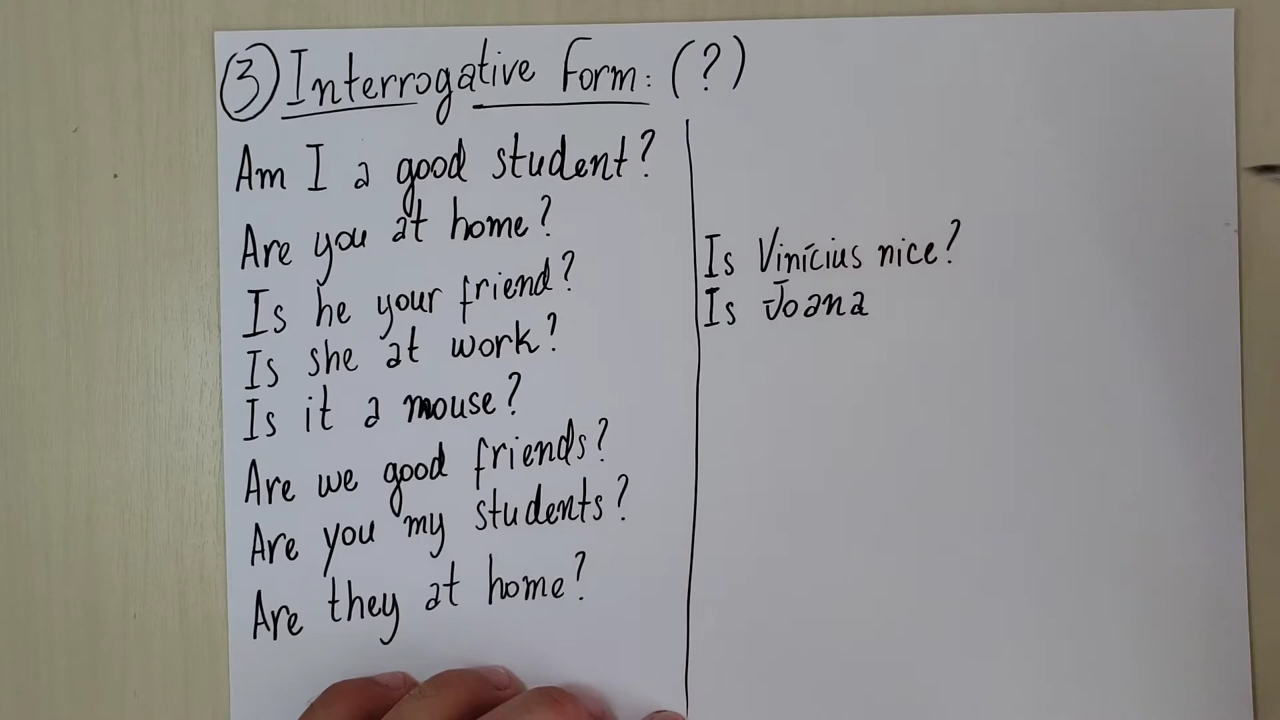 ③ Interrogative Form: (?)
Am I a good student?
Are you at home?
Is he your friend?
Is she at work?
Is it a mouse?
Are we good friends?
Are you my students?
Are they at home?
Is Vinícius nice?
Is Joana